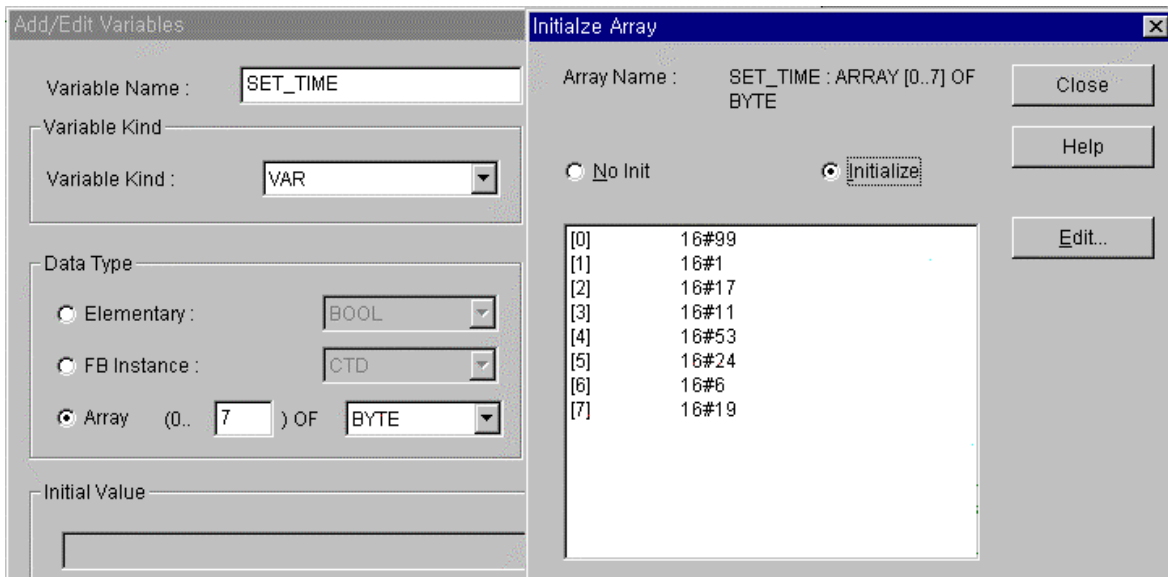 Add/Edit Variables
Variable Name :
SET_TIME
Variable Kind
Variable Kind :
VAR
Data Type
Elementary :
BOOL
FB Instance :
CTD
Array (0.. 7 ) OF BYTE
Initial Value
Initialze Array
Array Name :
SET_TIME : ARRAY [0..7] OF
BYTE
Close
Help
No Init
Initialize
Edit...
[0] 16#99
[1] 16#1
[2] 16#17
[3] 16#11
[4] 16#53
[5] 16#24
[6] 16#6
[7] 16#19